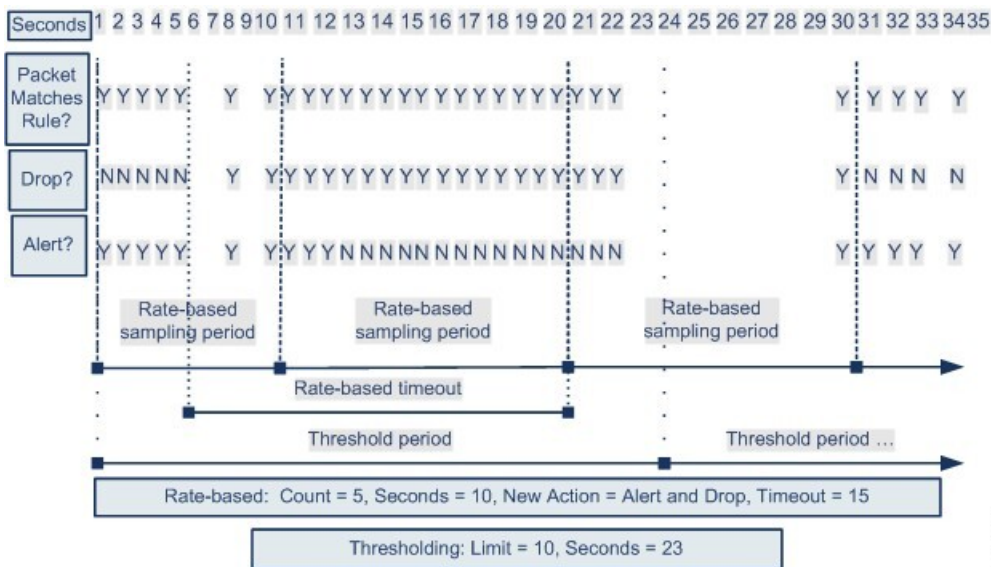 Seconds 1 2 3 4 5 6 7 8 9 10 11 12 13 14 15 16 17 18 19 20 21 22 23 24 25 26 27 28 29 30 31 32 33 34 35
Packet
Matches
Rule?
Y Y Y Y Y Y Y Y Y Y Y Y Y Y Y Y Y Y Y Y Y Y Y Y Y Y Y Y Y Y
Drop?
N N N N N Y Y Y Y Y Y Y Y Y Y Y Y Y Y Y Y Y Y Y Y Y N N N N
Alert?
Y Y Y Y Y Y Y Y Y Y N N N N N N N N N N N N N N N Y Y Y Y Y
Rate-based
sampling period
Rate-based
sampling period
Rate-based
sampling period
Rate-based timeout
Threshold period
Threshold period ...
Rate-based: Count = 5, Seconds = 10, New Action = Alert and Drop, Timeout = 15
Thresholding: Limit = 10, Seconds = 23